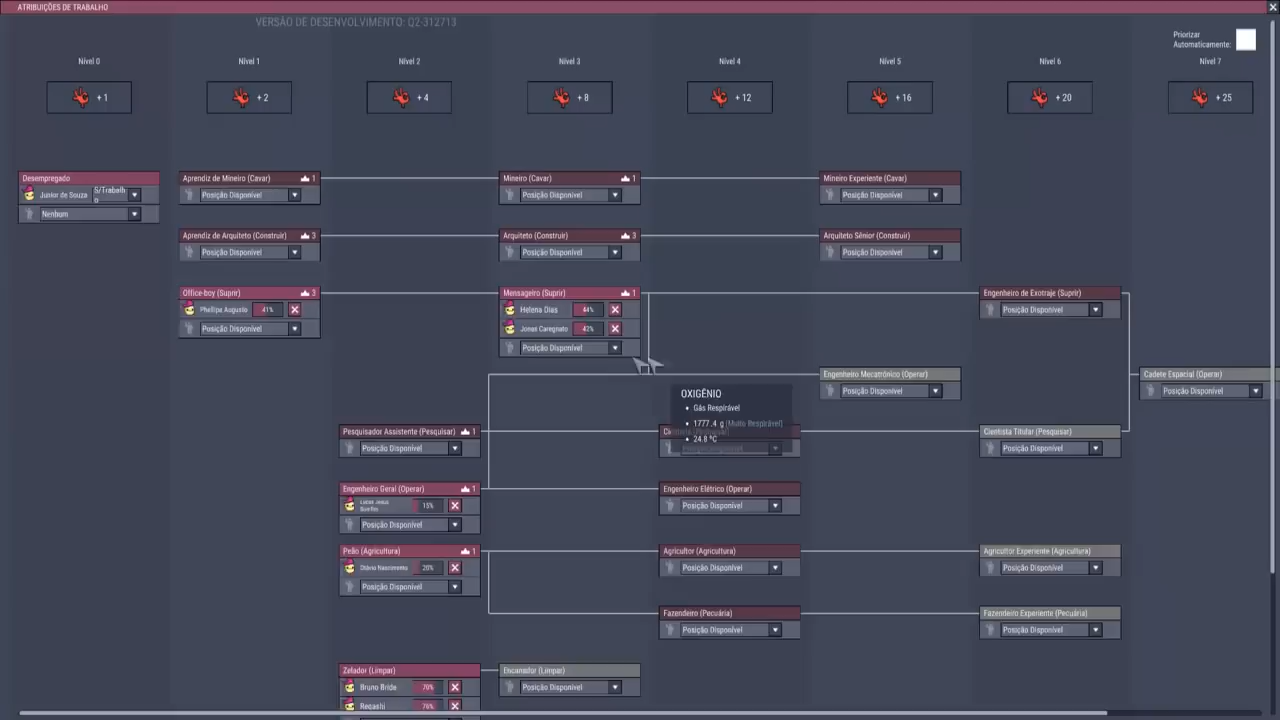 ATRIBUIÇÕES DE TRABALHO
VERSÃO DE DESENVOLVIMENTO: Q2-312713
Priorizar
Automaticamente:
Nível 0
Nível 1
Nível 2
Nível 3
Nível 4
Nível 5
Nível 6
Nível 7
+ 1
+ 2
+ 4
+ 8
+ 12
+ 16
+ 20
+ 25
Desempregado
Junior de Souza
S/Trabalh
o
Nenhum
Aprendiz de Mineiro (Cavar) 1
Posição Disponível
Mineiro (Cavar) 1
Posição Disponível
Mineiro Experiente (Cavar)
Posição Disponível
Aprendiz de Arquiteto (Construir) 3
Posição Disponível
Arquiteto (Construir) 3
Posição Disponível
Arquiteto Sênior (Construir)
Posição Disponível
Office-boy (Suprir) 3
Phellipe Augusto 41%
Posição Disponível
Mensageiro (Suprir) 1
Helena Dias 44%
Jonas Caregnato 43%
Posição Disponível
Engenheiro de Exotraje (Suprir)
Posição Disponível
Engenheiro Mecatrônico (Operar)
Posição Disponível
Cadete Espacial (Operar)
Posição Disponível
OXIGÊNIO
Gás Respirável
1777.4 g (Muito Respirável)
24.8 ºC
Pesquisador Assistente (Pesquisar) 1
Posição Disponível
Cientista Titular (Pesquisar)
Posição Disponível
Engenheiro Geral (Operar) 1
15%
Posição Disponível
Engenheiro Elétrico (Operar)
Posição Disponível
Peão (Agricultura) 1
Otávio Nascimento 20%
Posição Disponível
Agricultor (Agricultura)
Posição Disponível
Agricultor Experiente (Agricultura)
Posição Disponível
Fazendeiro (Pecuária)
Posição Disponível
Fazendeiro Experiente (Pecuária)
Posição Disponível
Zelador (Limpar)
Bruno Bride 70%
Regashi 76%
Encanador (Limpar)
Posição Disponível